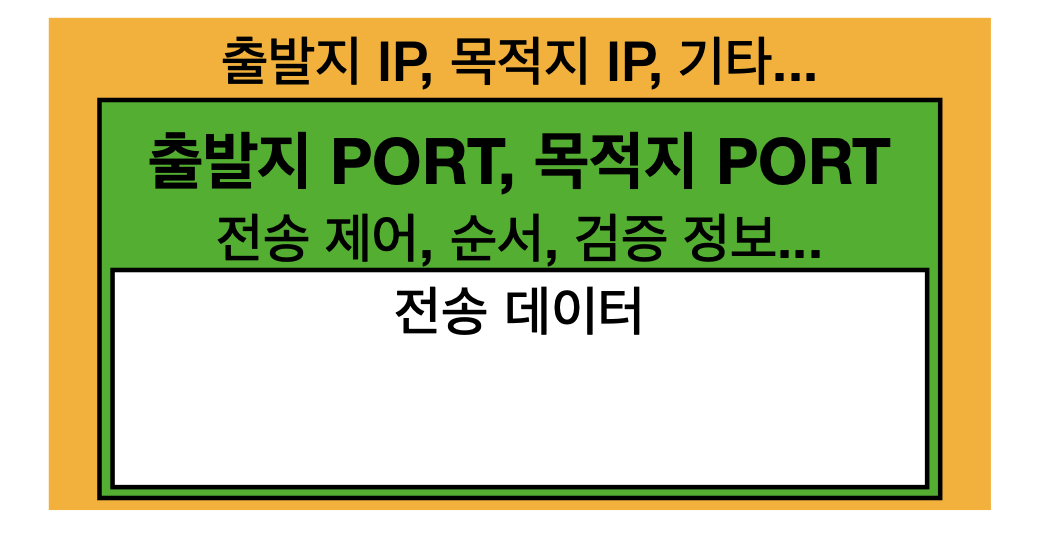 출발지 IP, 목적지 IP, 기타...
출발지 PORT, 목적지 PORT
전송 제어, 순서, 검증 정보...
전송 데이터